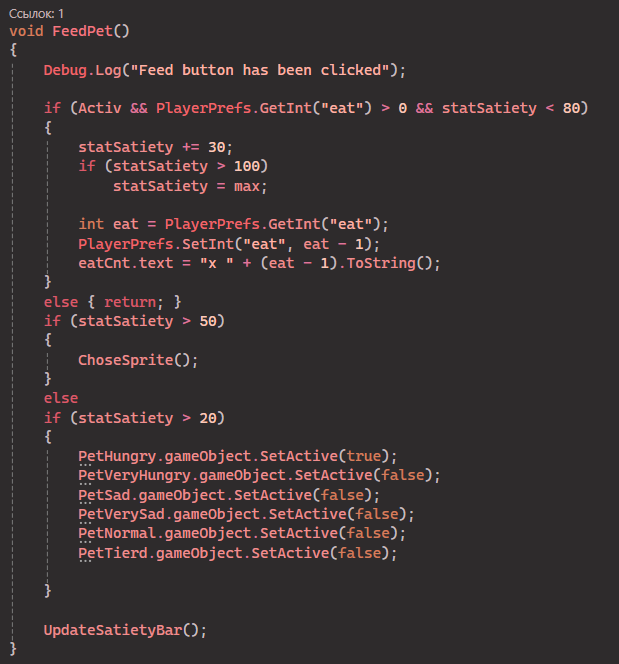 Ссылок: 1
void FeedPet()
{
Debug.Log("Feed button has been clicked");
if (Activ && PlayerPrefs.GetInt("eat") > 0 && statSatiety < 80)
{
statSatiety += 30;
if (statSatiety > 100)
statSatiety = max;
int eat = PlayerPrefs.GetInt("eat");
PlayerPrefs.SetInt("eat", eat - 1);
eatCnt.text = "x " + (eat - 1).ToString();
}
else { return; }
if (statSatiety > 50)
{
ChoseSprite();
}
else
if (statSatiety > 20)
{
PetHungry.gameObject.SetActive(true);
PetVeryHungry.gameObject.SetActive(false);
PetSad.gameObject.SetActive(false);
PetVerySad.gameObject.SetActive(false);
PetNormal.gameObject.SetActive(false);
PetTierd.gameObject.SetActive(false);
}
UpdateSatietyBar();
}